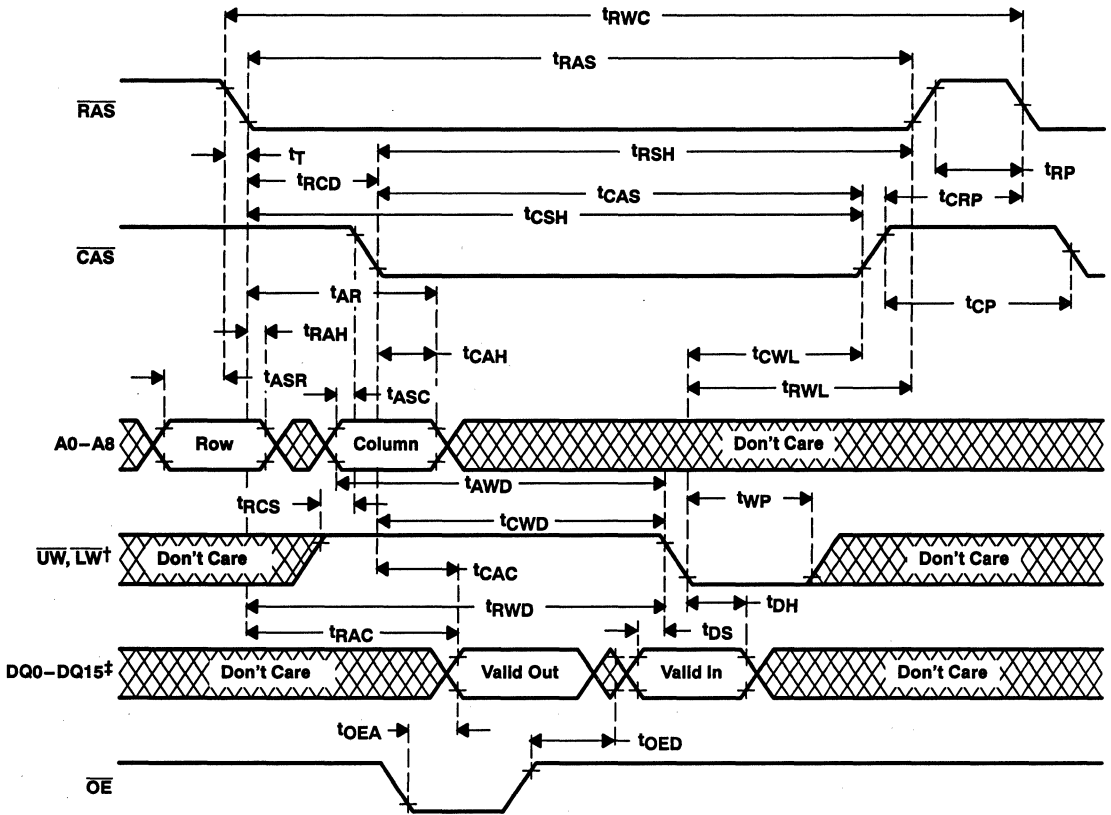 tRWC
tRAS
RAS
tT
tRSH
tRP
tRCD
tCAS
tCRP
tCSH
CAS
tAR
tCP
tRAH
tCAH
tCWL
tASR
tASC
tRWL
A0–A8 Row Column Don't Care
tAWD
tRCS
tWP
tCWD
UW, LW† Don't Care Don't Care
tCAC
tDH
tRWD
tDS
tRAC
DQ0–DQ15‡ Don't Care Valid Out Valid In Don't Care
tOEA
tOED
OE